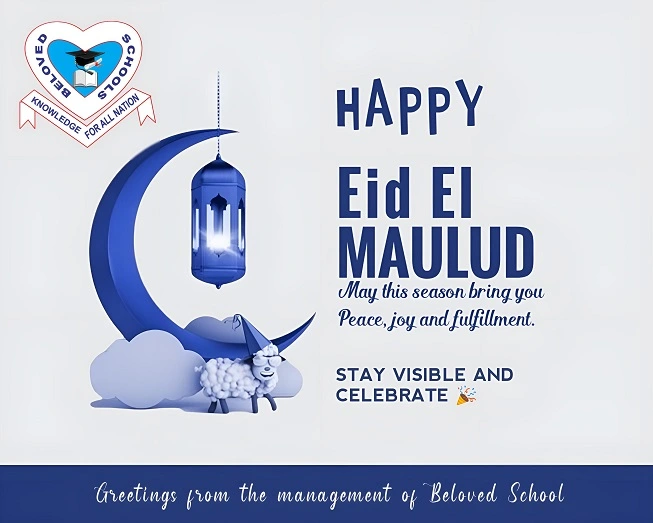 BELOVED SCHOOLS
KNOWLEDGE FOR ALL NATION
HAPPY
Eid El
MAULUD
May this season bring you
Peace, joy and fulfillment.
STAY VISIBLE AND
CELEBRATE 🎉
Greetings from the management of Beloved School